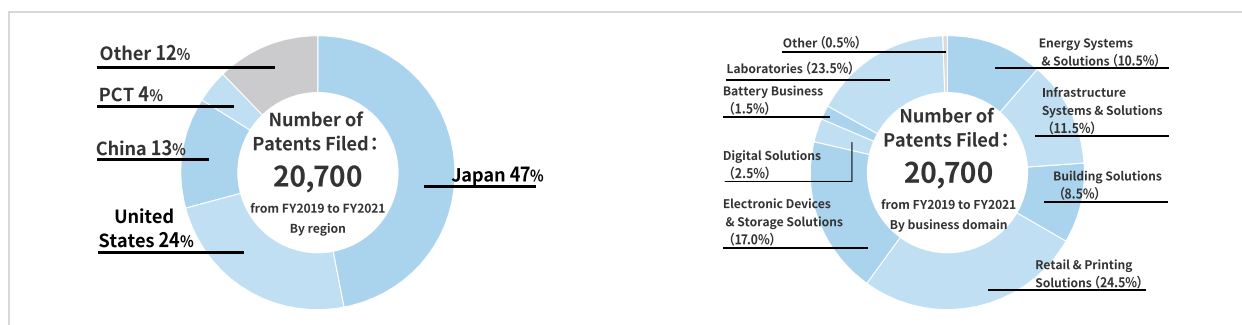 Other 12%
PCT 4%
China 13%
United
States 24%
Number of
Patents Filed：
20,700
from FY2019 to FY2021
By region
Japan 47%
Other（0.5%）
Laboratories（23.5%）
Battery Business
（1.5%）
Digital Solutions
（2.5%）
Electronic Devices
& Storage Solutions
（17.0%）
Number of
Patents Filed：
20,700
from FY2019 to FY2021
By business domain
Energy Systems
& Solutions（10.5%）
Infrastructure
Systems & Solutions
（11.5%）
Building Solutions
（8.5%）
Retail & Printing
Solutions（24.5%）